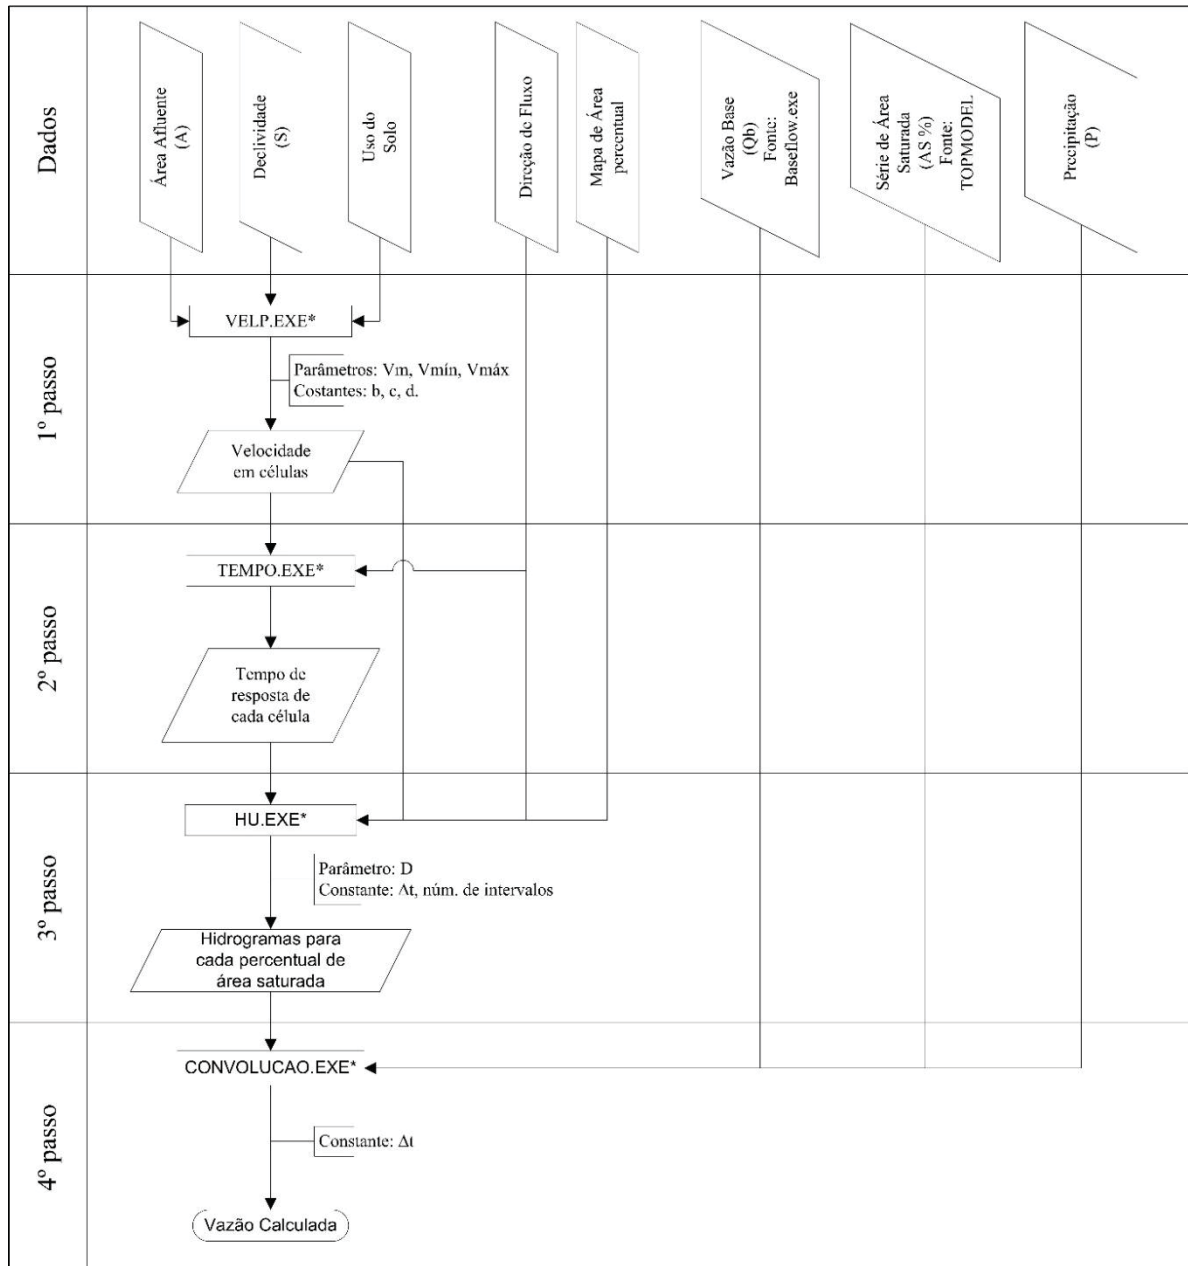 Dados
Área Afluente
(A)
Declividade
(S)
Uso do
Solo
Direção de Fluxo
Mapa de Área
percentual
Vazão Base
(Qb)
Fonte:
Baseflow.exe
Série de Área
Saturada
(AS %)
Fonte:
TOPMODEL
Precipitação
(P)
1º passo
VELP.EXE*
Parâmetros: Vm, Vmín, Vmáx
Costantes: b, c, d.
Velocidade
em células
2º passo
TEMPO.EXE*
Tempo de
resposta de
cada célula
3º passo
HU.EXE*
Parâmetro: D
Constante: Δt, núm. de intervalos
Hidrogramas para
cada percentual de
área saturada
4º passo
CONVOLUCAO.EXE*
Constante: Δt
Vazão Calculada